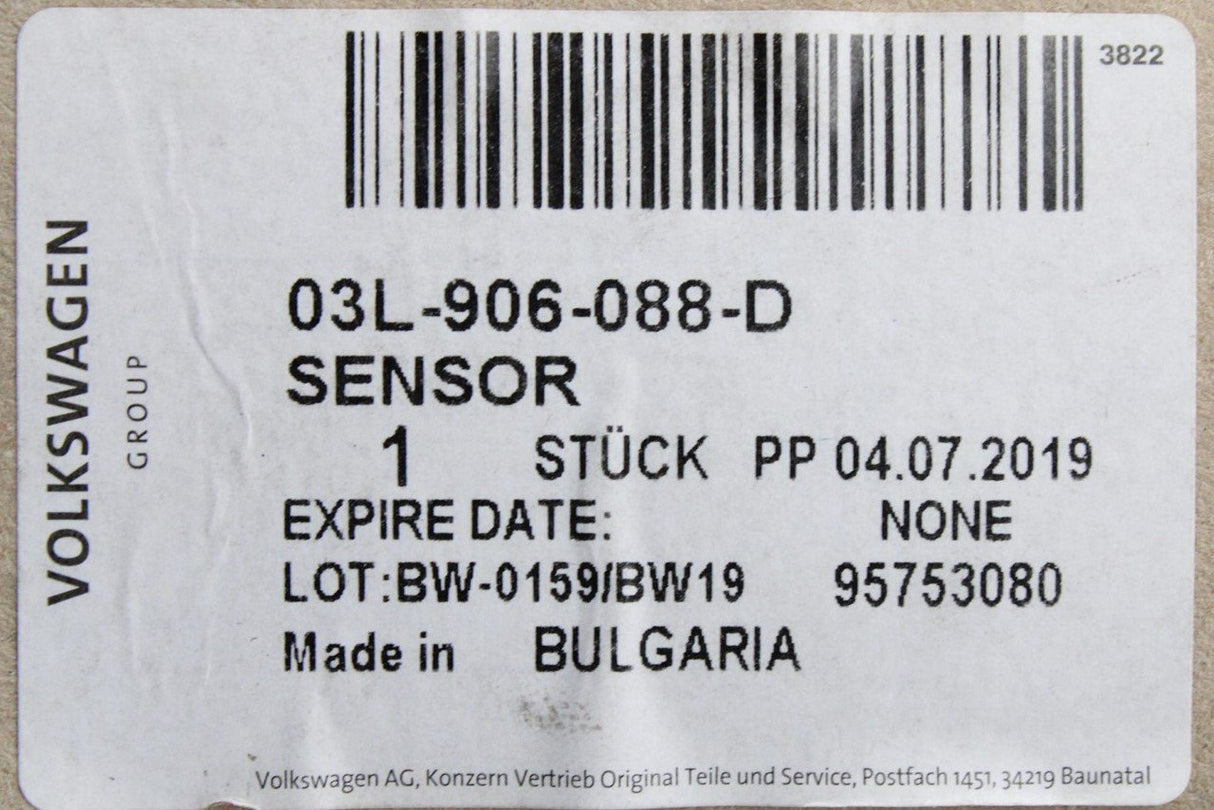 3822
VOLKSWAGEN
GROUP
03L-906-088-D
SENSOR
1 STÜCK PP 04.07.2019
EXPIRE DATE: NONE
LOT:BW-0159/BW19 95753080
Made in BULGARIA
Volkswagen AG, Konzern Vertrieb Original Teile und Service, Postfach 1451, 34219 Baunatal